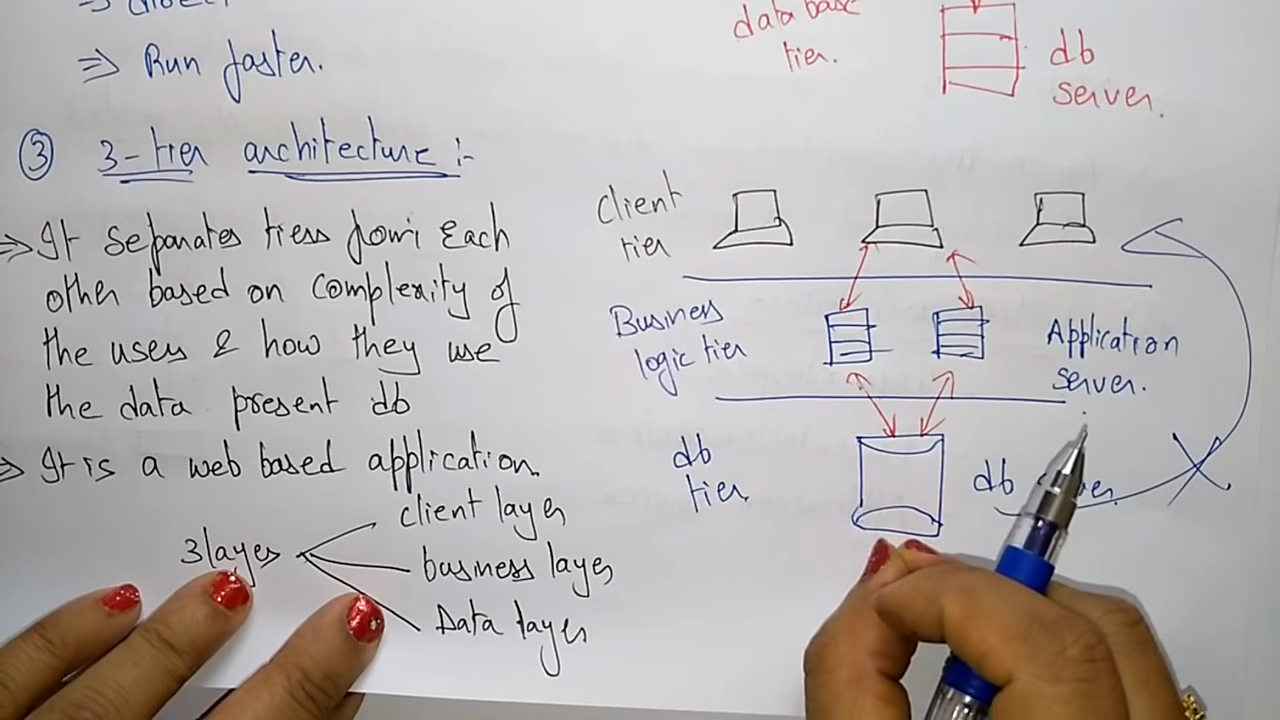 ⇒ Run faster.
③ 3-tier architecture :-
⇒ It separates tiers from Each
other based on complexity of
the users & how they use
the data present db
⇒ It is a web based application.
3 layers
client layer
business layer
Data layer
data base
tier.
db
server.
Client
tier
Business
logic tier
Application
server.
db
tier
db